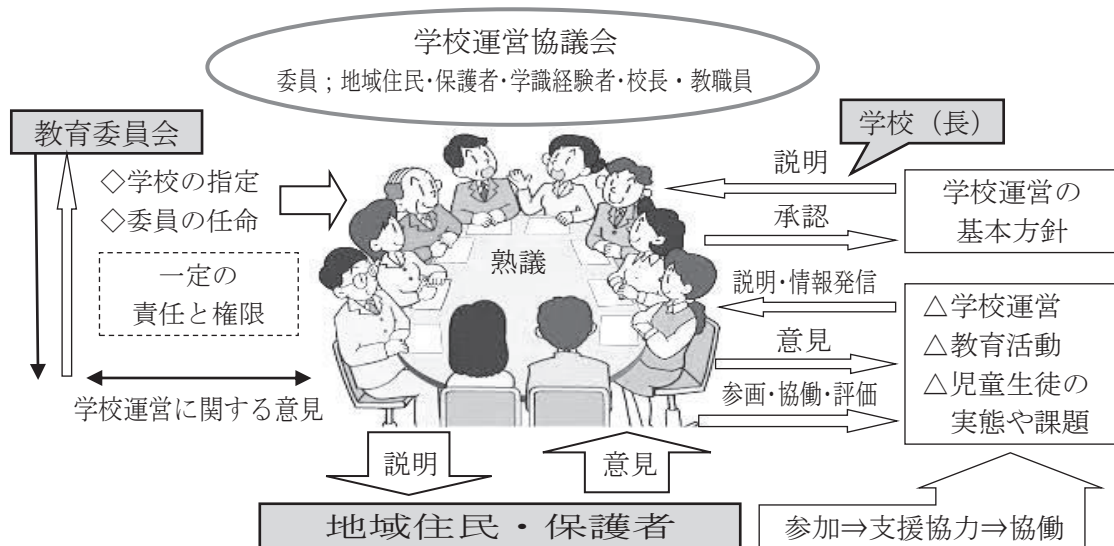 学校運営協議会
委員；地域住民・保護者・学識経験者・校長・教職員
教育委員会
◇学校の指定
◇委員の任命
一定の
責任と権限
学校運営に関する意見
熟議
学校（長）
説明
承認
学校運営の
基本方針
説明・情報発信
意見
参画・協働・評価
△学校運営
△教育活動
△児童生徒の
実態や課題
説明
意見
地域住民・保護者
参加⇒支援協力⇒協働